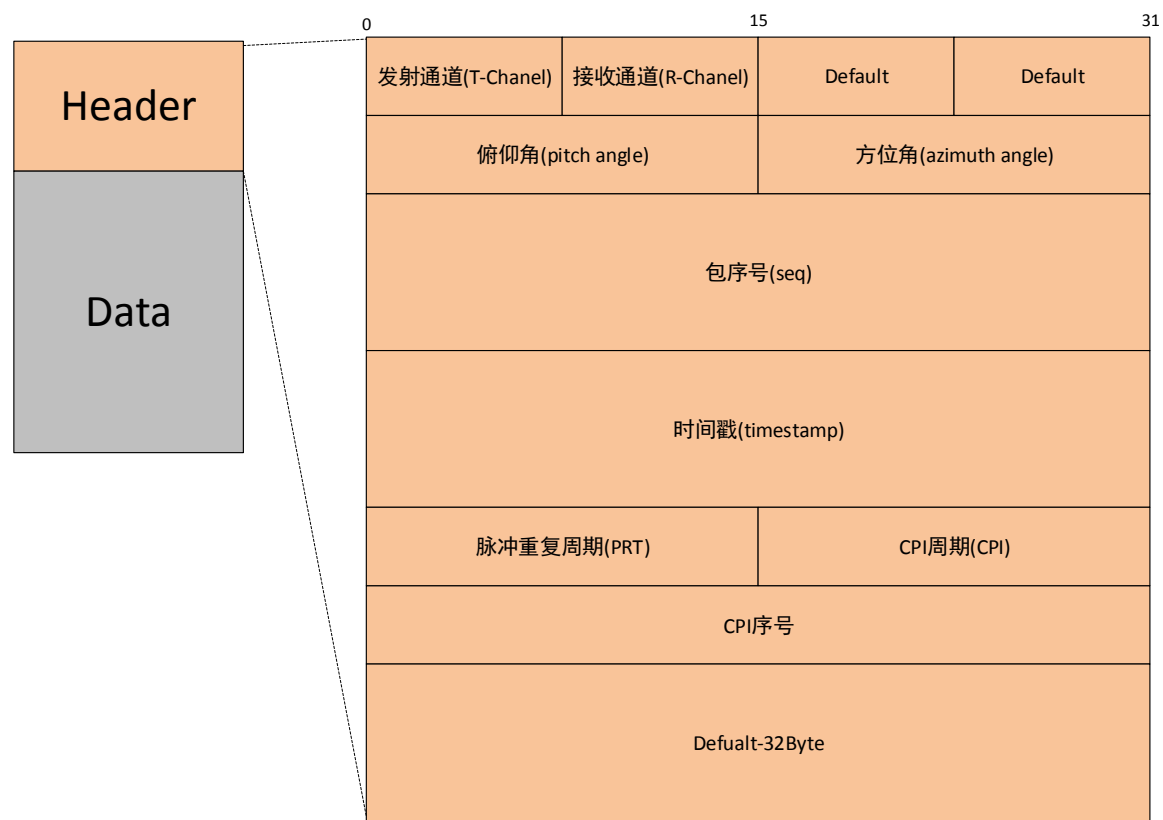 0
15
31
Header
Data
发射通道(T-Chanel)
接收通道(R-Chanel)
Default
Default
俯仰角(pitch angle)
方位角(azimuth angle)
包序号(seq)
时间戳(timestamp)
脉冲重复周期(PRT)
CPI周期(CPI)
CPI序号
Defualt-32Byte